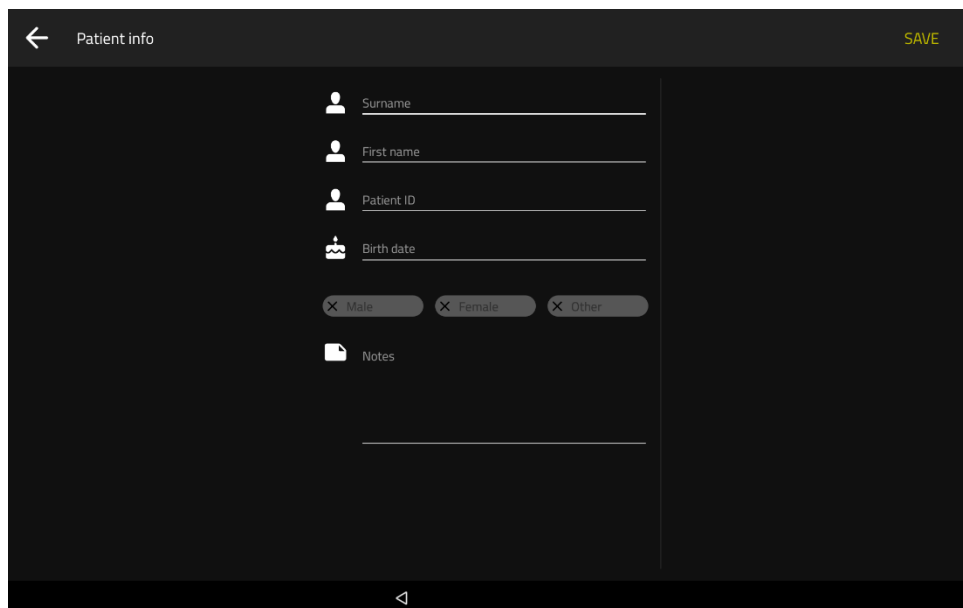 Patient info
SAVE
Surname
First name
Patient ID
Birth date
Male Female Other
Notes